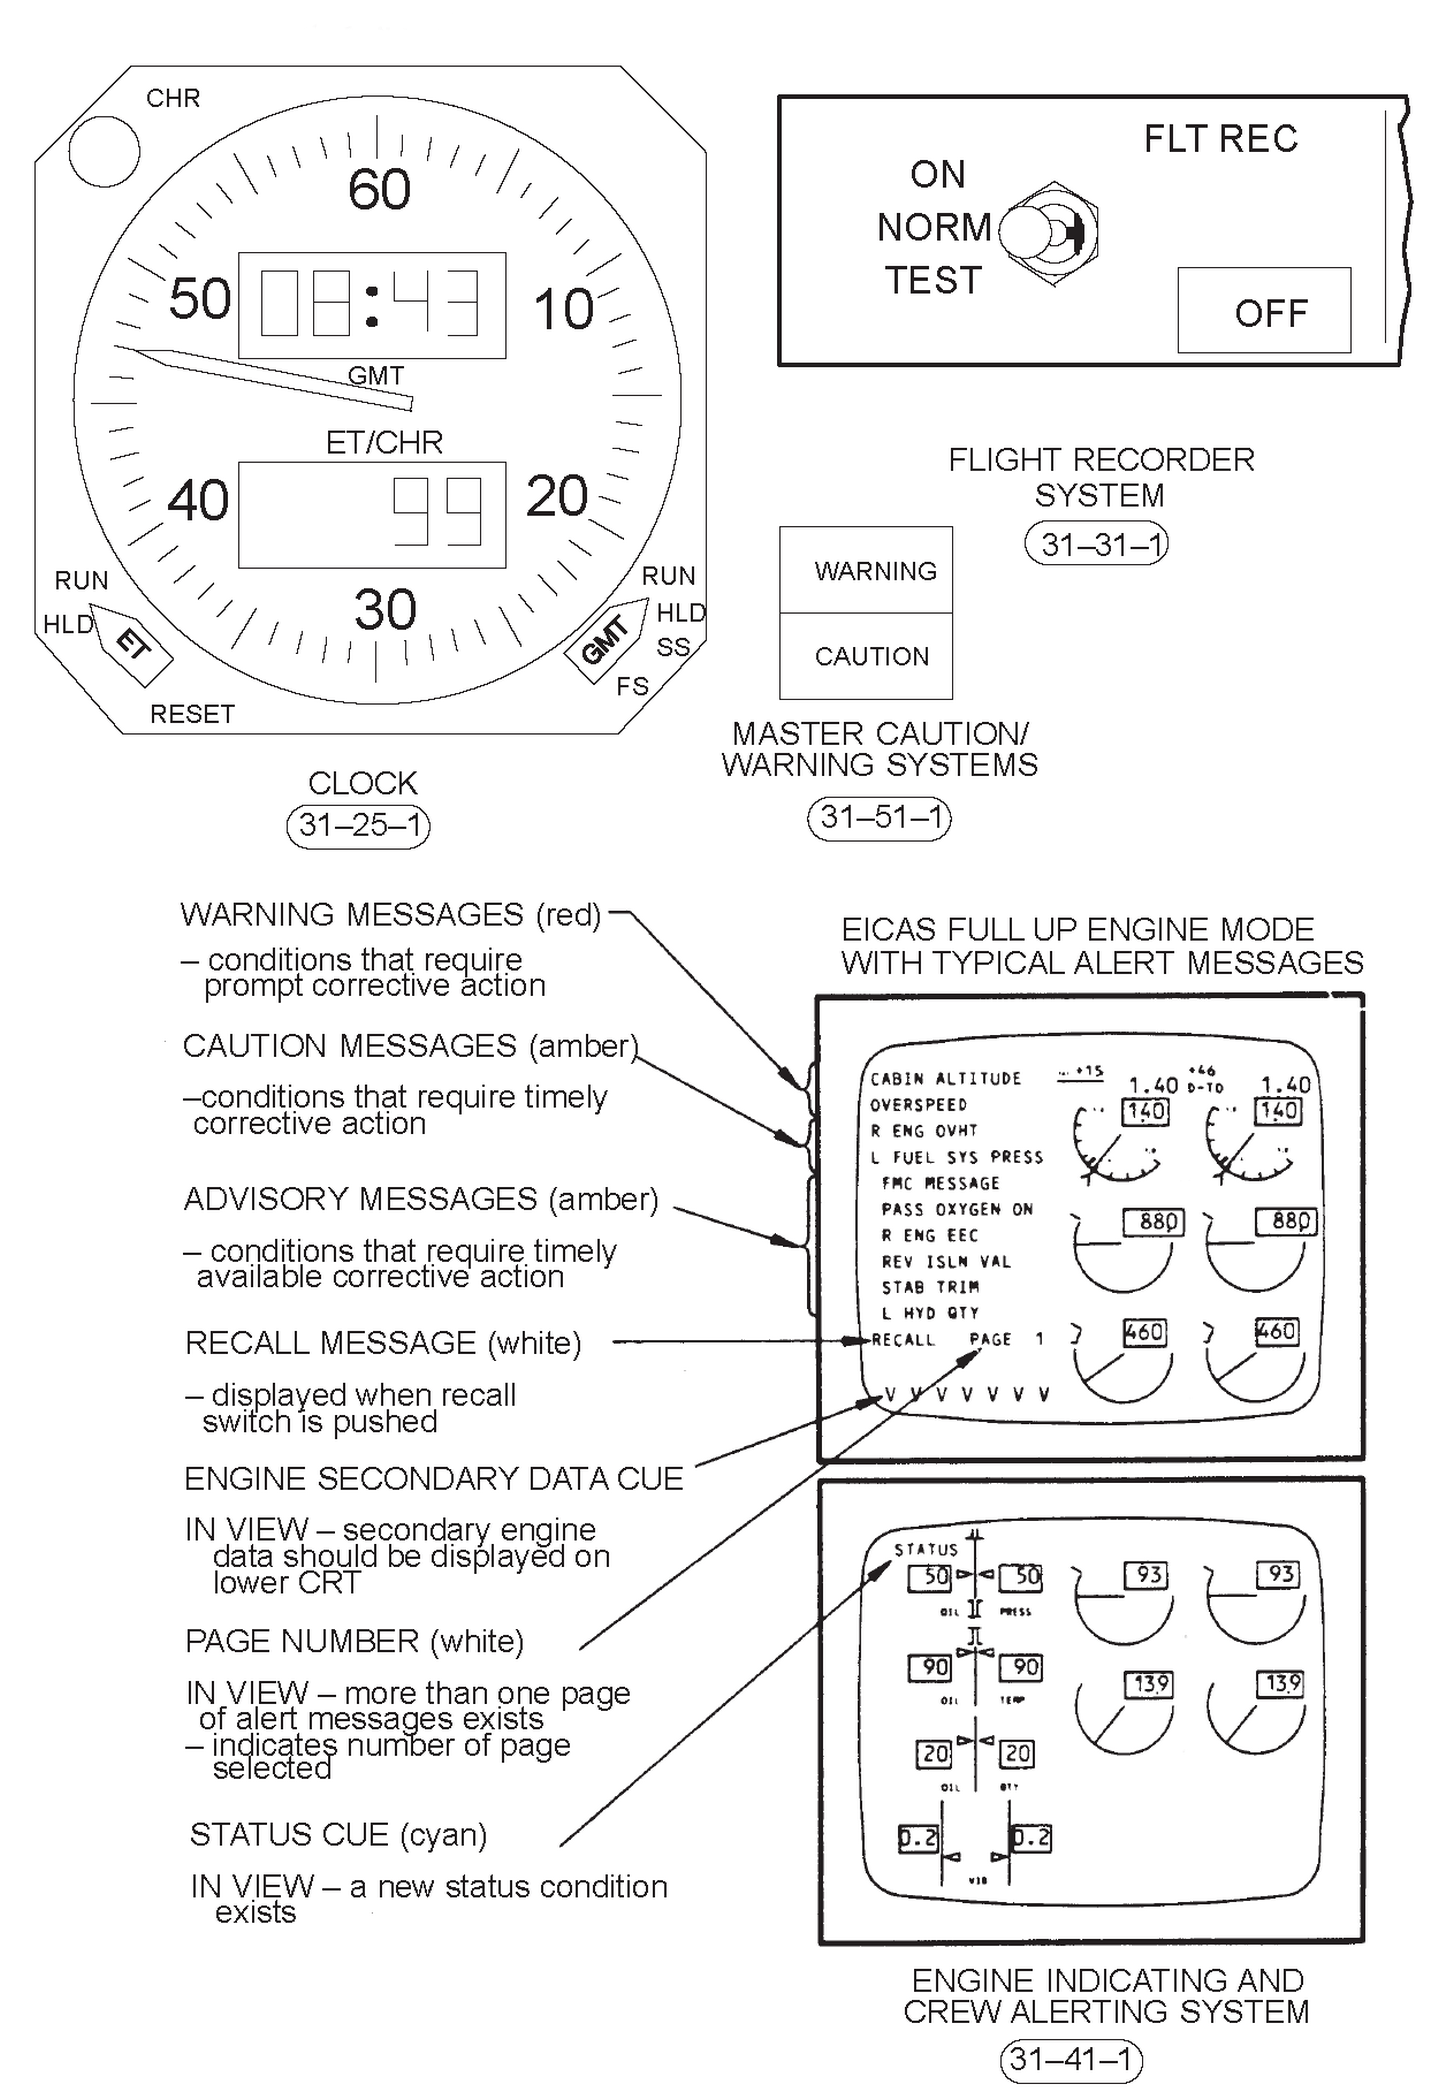 CHR
60
50
10
08:43
GMT
ET/CHR
40
20
99
30
RUN
HLD
ET
RESET
RUN
HLD
SS
FS
GMT
CLOCK
31–25–1
FLT REC
ON
NORM
TEST
OFF
FLIGHT RECORDER
SYSTEM
31–31–1
WARNING
CAUTION
MASTER CAUTION/
WARNING SYSTEMS
31–51–1
WARNING MESSAGES (red)
– conditions that require
prompt corrective action
CAUTION MESSAGES (amber)
–conditions that require timely
corrective action
ADVISORY MESSAGES (amber)
– conditions that require timely
available corrective action
RECALL MESSAGE (white)
– displayed when recall
switch is pushed
ENGINE SECONDARY DATA CUE
IN VIEW – secondary engine
data should be displayed on
lower CRT
PAGE NUMBER (white)
IN VIEW – more than one page
of alert messages exists
– indicates number of page
selected
STATUS CUE (cyan)
IN VIEW – a new status condition
exists
EICAS FULL UP ENGINE MODE
WITH TYPICAL ALERT MESSAGES
CABIN ALTITUDE
OVERSPEED
R ENG OVHT
L FUEL SYS PRESS
FMC MESSAGE
PASS OXYGEN ON
R ENG EEC
REV ISLN VAL
STAB TRIM
L HYD QTY
RECALL PAGE 1
V V V V V V V
+15 +46
1.40 D-TO 1.40
1.40 1.40
880 880
460 460
STATUS
50 50
OIL PRESS
90 90
OIL TEMP
20 20
OIL QTY
0.2 0.2
VIB
93 93
13.9 13.9
ENGINE INDICATING AND
CREW ALERTING SYSTEM
31–41–1